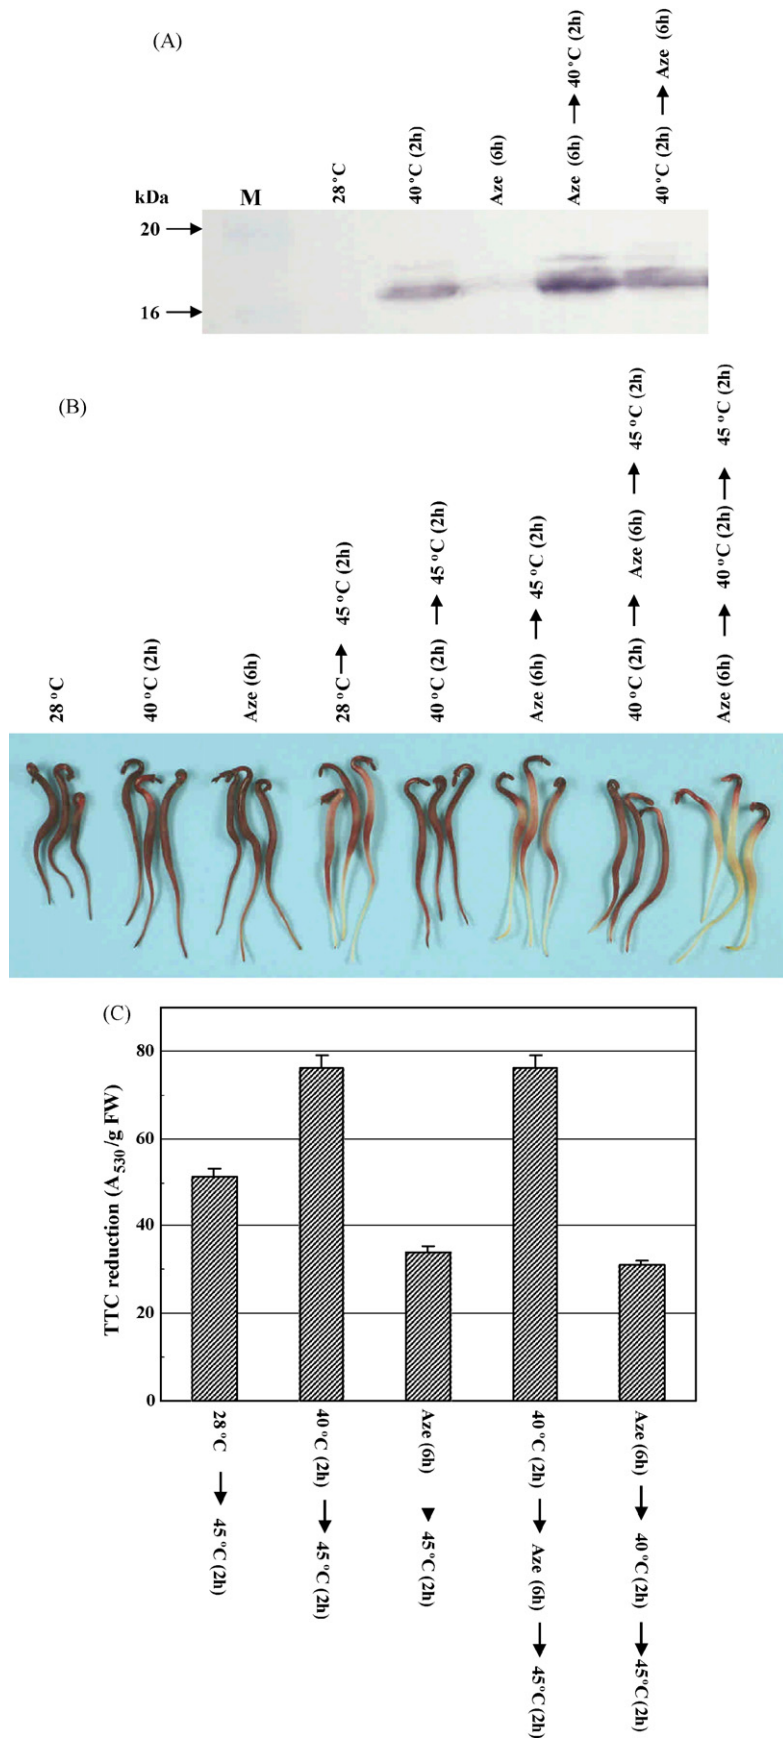 (A)
28 °C
40 °C (2h)
Aze (6h)
Aze (6h) → 40 °C (2h)
40 °C (2h) → Aze (6h)
kDa
M
20
16
(B)
28 °C
40 °C (2h)
Aze (6h)
28 °C → 45 °C (2h)
40 °C (2h) → 45 °C (2h)
Aze (6h) → 45 °C (2h)
40 °C (2h) → Aze (6h) → 45 °C (2h)
Aze (6h) → 40 °C (2h) → 45 °C (2h)
(C)
TTC reduction (A530/g FW)
80
60
40
20
0
28 °C → 45 °C (2h)
40 °C (2h) → 45 °C (2h)
Aze (6h) ► 45 °C (2h)
40 °C (2h) → Aze (6h) → 45°C (2h)
Aze (6h) → 40 °C (2h) → 45°C (2h)